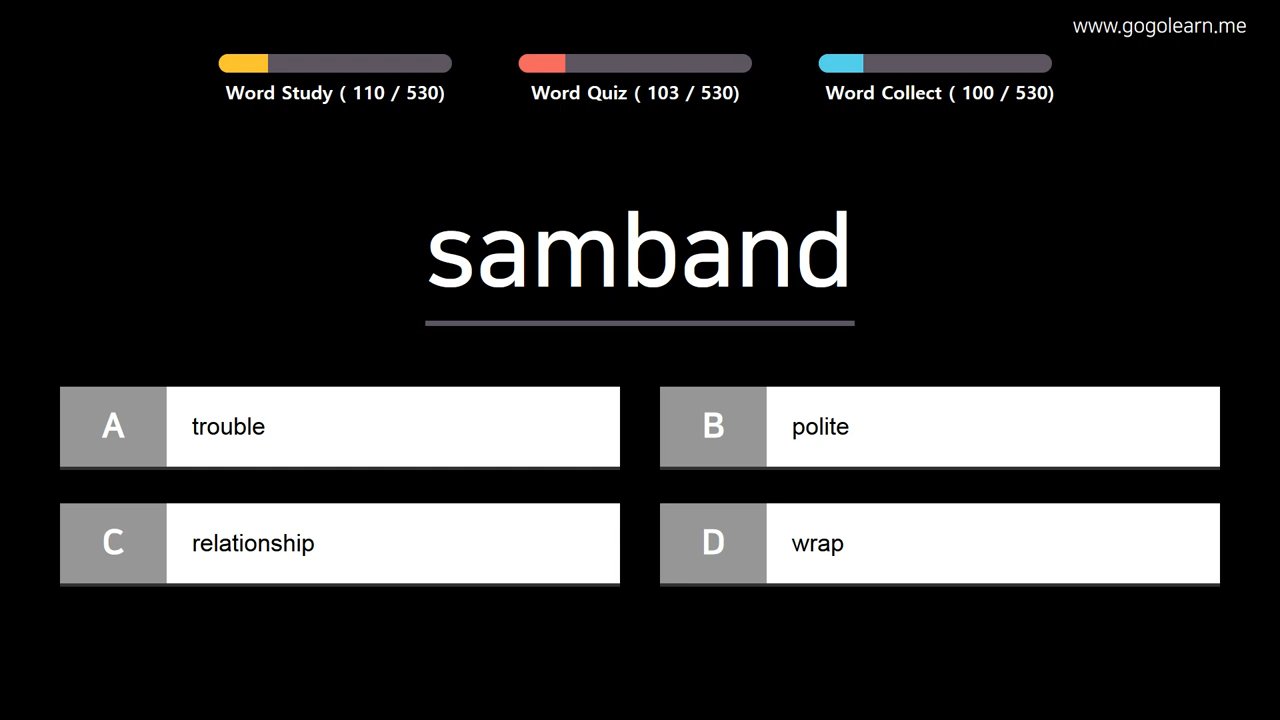 www.gogolearn.me
Word Study ( 110 / 530)
Word Quiz ( 103 / 530)
Word Collect ( 100 / 530)
samband
A trouble
B polite
C relationship
D wrap